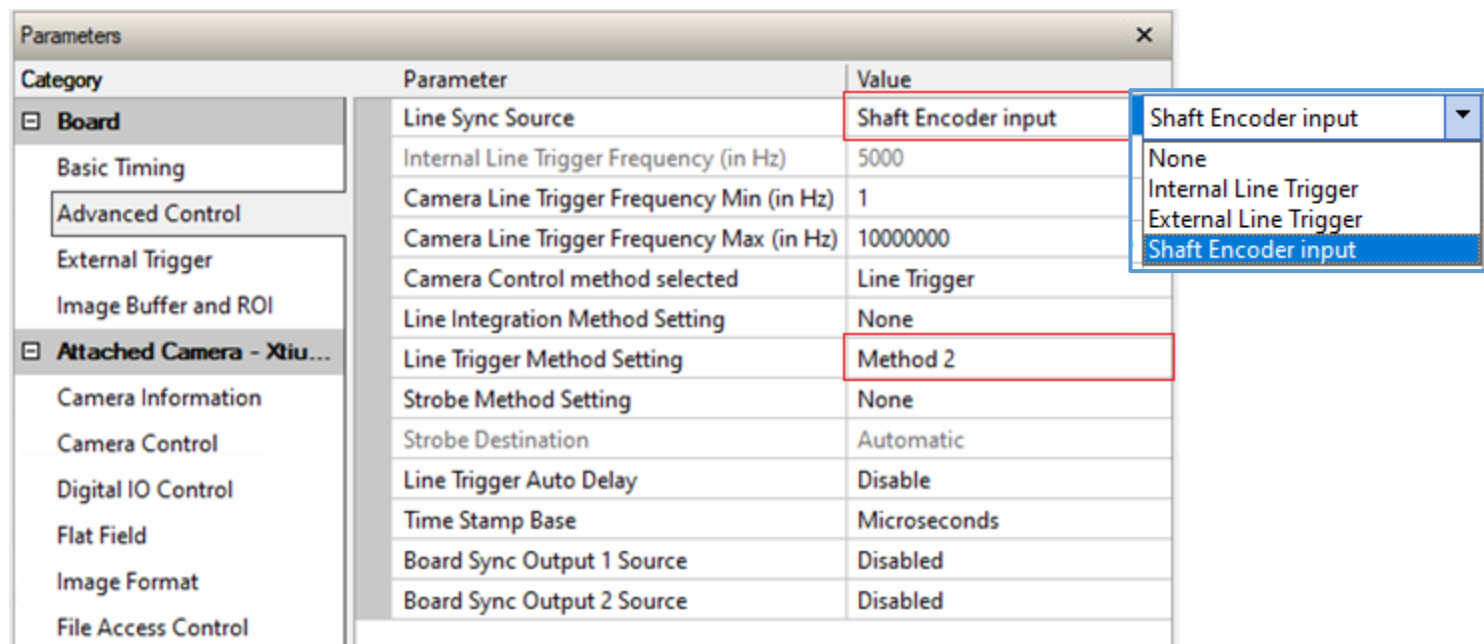 Parameters
Category Parameter Value
Board
Basic Timing
Advanced Control
External Trigger
Image Buffer and ROI
Attached Camera - Xtiu...
Camera Information
Camera Control
Digital IO Control
Flat Field
Image Format
File Access Control
Line Sync Source Shaft Encoder input
Internal Line Trigger Frequency (in Hz) 5000
Camera Line Trigger Frequency Min (in Hz) 1
Camera Line Trigger Frequency Max (in Hz) 10000000
Camera Control method selected Line Trigger
Line Integration Method Setting None
Line Trigger Method Setting Method 2
Strobe Method Setting None
Strobe Destination Automatic
Line Trigger Auto Delay Disable
Time Stamp Base Microseconds
Board Sync Output 1 Source Disabled
Board Sync Output 2 Source Disabled
Shaft Encoder input
None
Internal Line Trigger
External Line Trigger
Shaft Encoder input